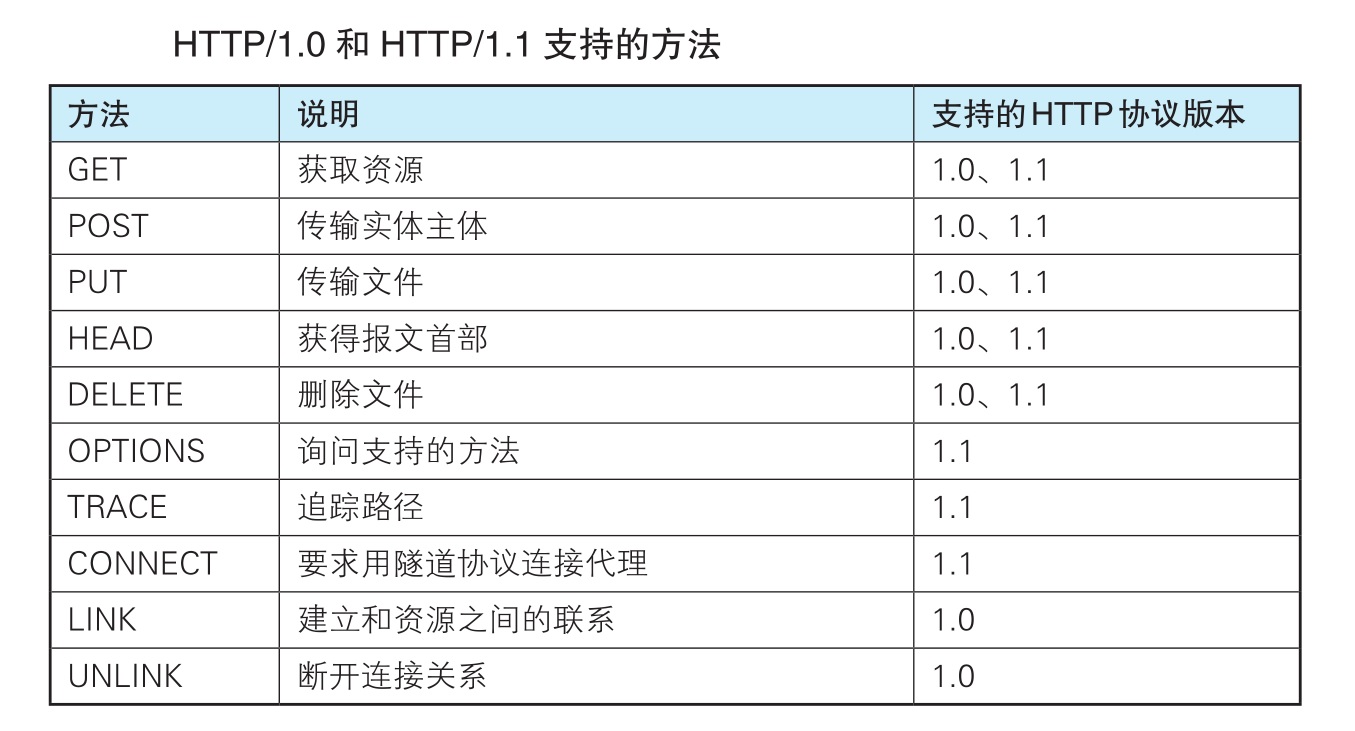 HTTP/1.0 和 HTTP/1.1 支持的方法
方法 说明 支持的HTTP协议版本
GET 获取资源 1.0、1.1
POST 传输实体主体 1.0、1.1
PUT 传输文件 1.0、1.1
HEAD 获得报文首部 1.0、1.1
DELETE 删除文件 1.0、1.1
OPTIONS 询问支持的方法 1.1
TRACE 追踪路径 1.1
CONNECT 要求用隧道协议连接代理 1.1
LINK 建立和资源之间的联系 1.0
UNLINK 断开连接关系 1.0